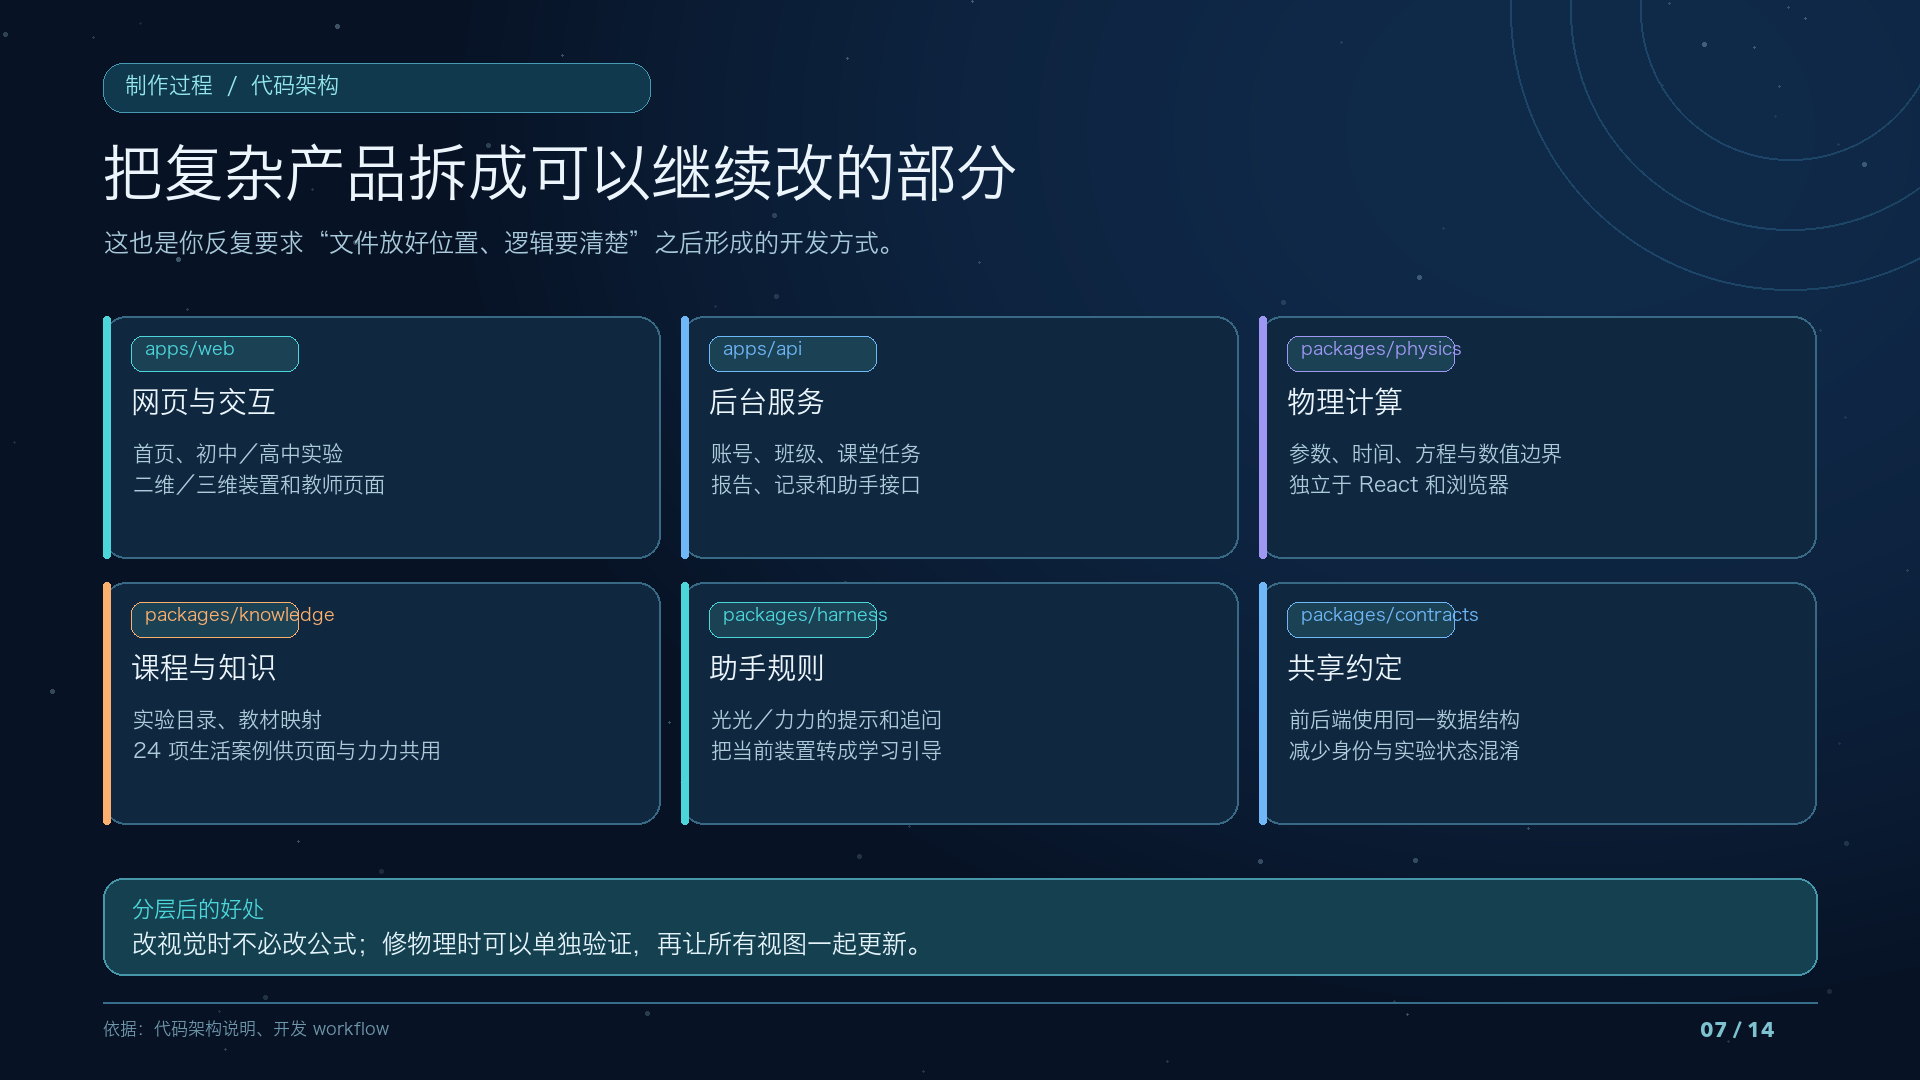 制作过程 / 代码架构
把复杂产品拆成可以继续改的部分
这也是你反复要求“文件放好位置、逻辑要清楚”之后形成的开发方式。
apps/web
网页与交互
首页、初中／高中实验
二维／三维装置和教师页面
apps/api
后台服务
账号、班级、课堂任务
报告、记录和助手接口
packages/physics
物理计算
参数、时间、方程与数值边界
独立于 React 和浏览器
packages/knowledge
课程与知识
实验目录、教材映射
24 项生活案例供页面与力力共用
packages/harness
助手规则
光光／力力的提示和追问
把当前装置转成学习引导
packages/contracts
共享约定
前后端使用同一数据结构
减少身份与实验状态混淆
分层后的好处
改视觉时不必改公式；修物理时可以单独验证，再让所有视图一起更新。
依据：代码架构说明、开发 workflow
07 / 14